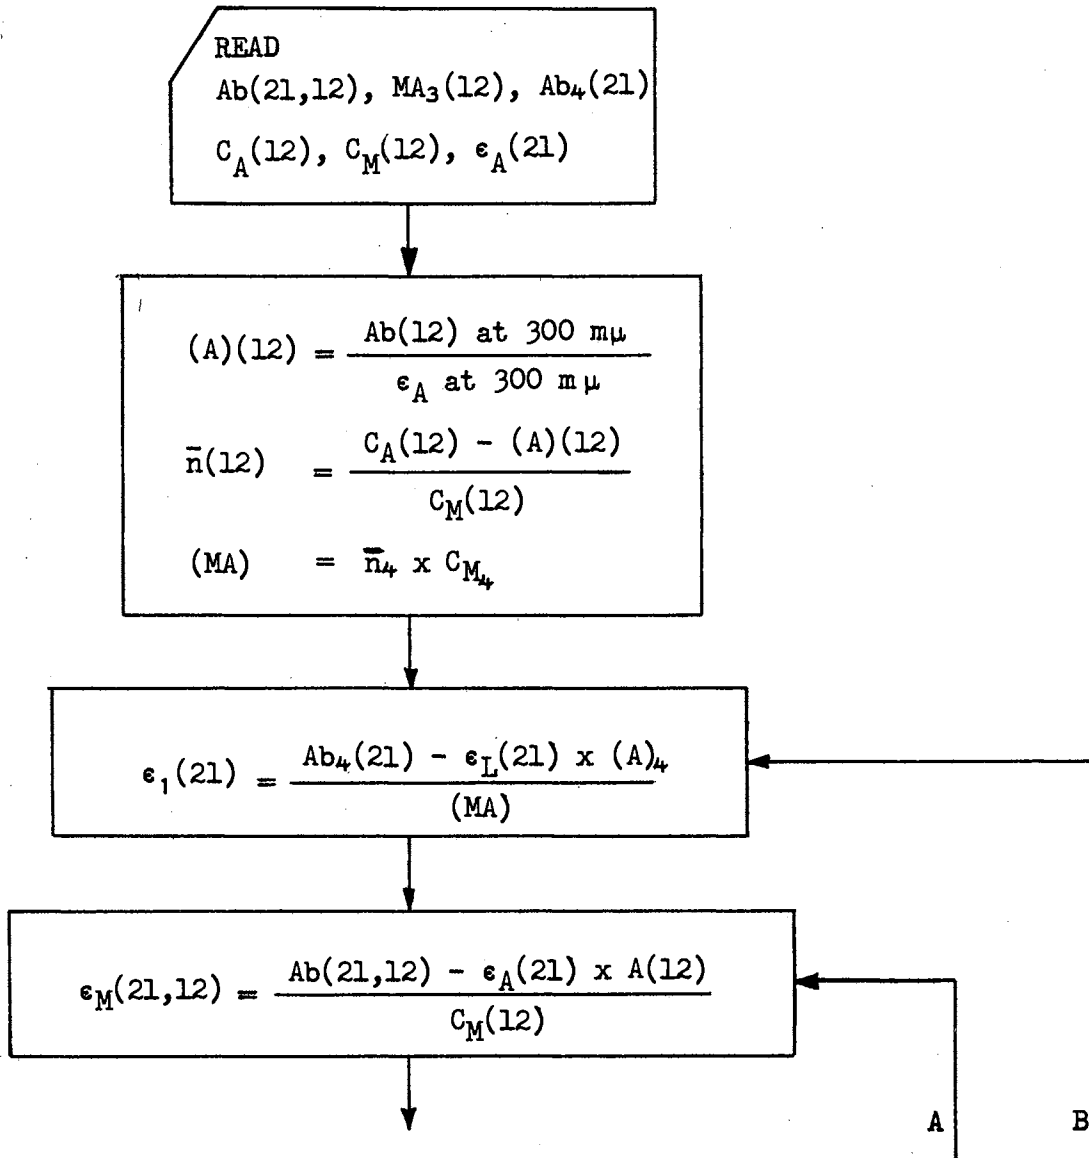 READ
Ab(21,12), MA₃(12), Ab₄(21)
C_A(12), C_M(12), ε_A(21)
(A)(12) = Ab(12) at 300 mμ / ε_A at 300 mμ
n̄(12) = C_A(12) - (A)(12) / C_M(12)
(MA) = n̄₄ x C_M₄
ε₁(21) = Ab₄(21) - ε_L(21) x (A)₄ / (MA)
ε_M(21,12) = Ab(21,12) - ε_A(21) x A(12) / C_M(12)
A B